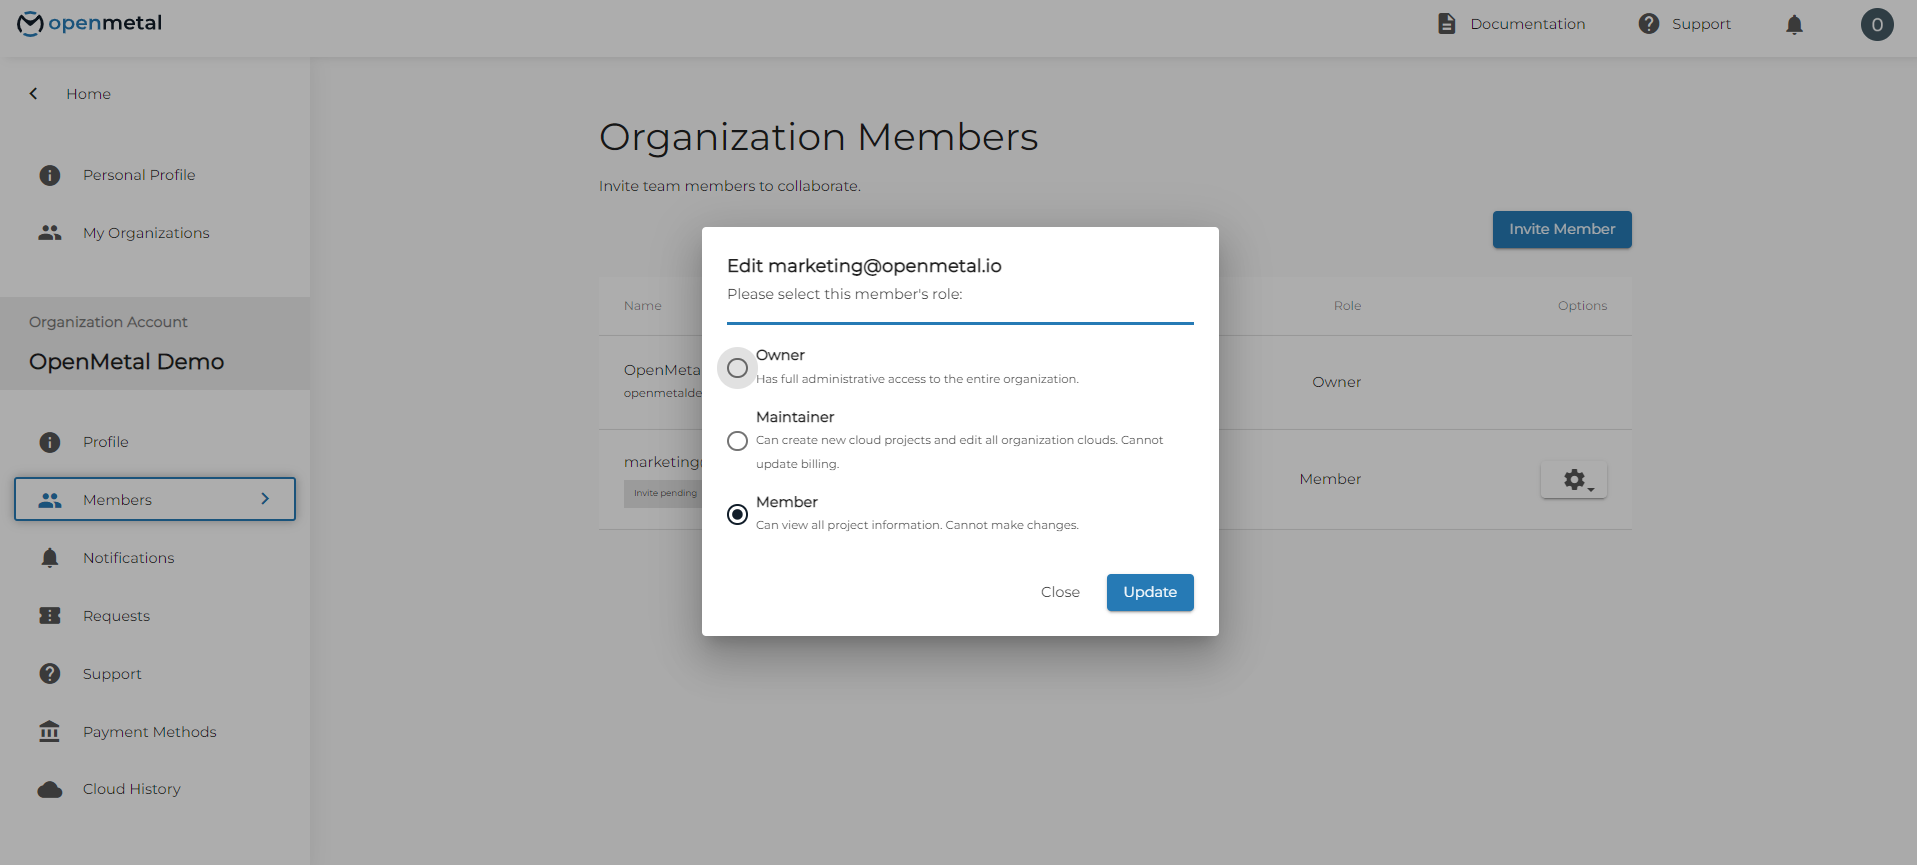 openmetal
Documentation
Support
0
Home
Personal Profile
My Organizations
Organization Account
OpenMetal Demo
Profile
Members
Notifications
Requests
Support
Payment Methods
Cloud History
Organization Members
Invite team members to collaborate.
Invite Member
Name
Role
Options
OpenMeta
openmetalde
Owner
marketing
Invite pending
Member
Edit marketing@openmetal.io
Please select this member's role:
Owner
Has full administrative access to the entire organization.
Maintainer
Can create new cloud projects and edit all organization clouds. Cannot
update billing.
Member
Can view all project information. Cannot make changes.
Close
Update